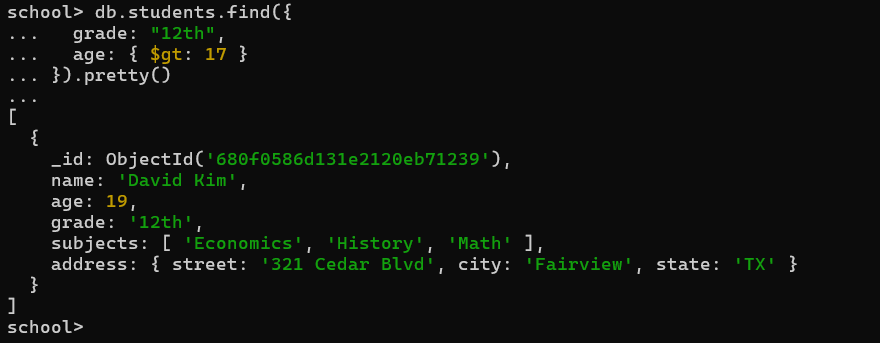 school> db.students.find({
...   grade: "12th",
...   age: { $gt: 17 }
... }).pretty()
...
[
  {
    _id: ObjectId('680f0586d131e2120eb71239'),
    name: 'David Kim',
    age: 19,
    grade: '12th',
    subjects: [ 'Economics', 'History', 'Math' ],
    address: { street: '321 Cedar Blvd', city: 'Fairview', state: 'TX' }
  }
]
school>